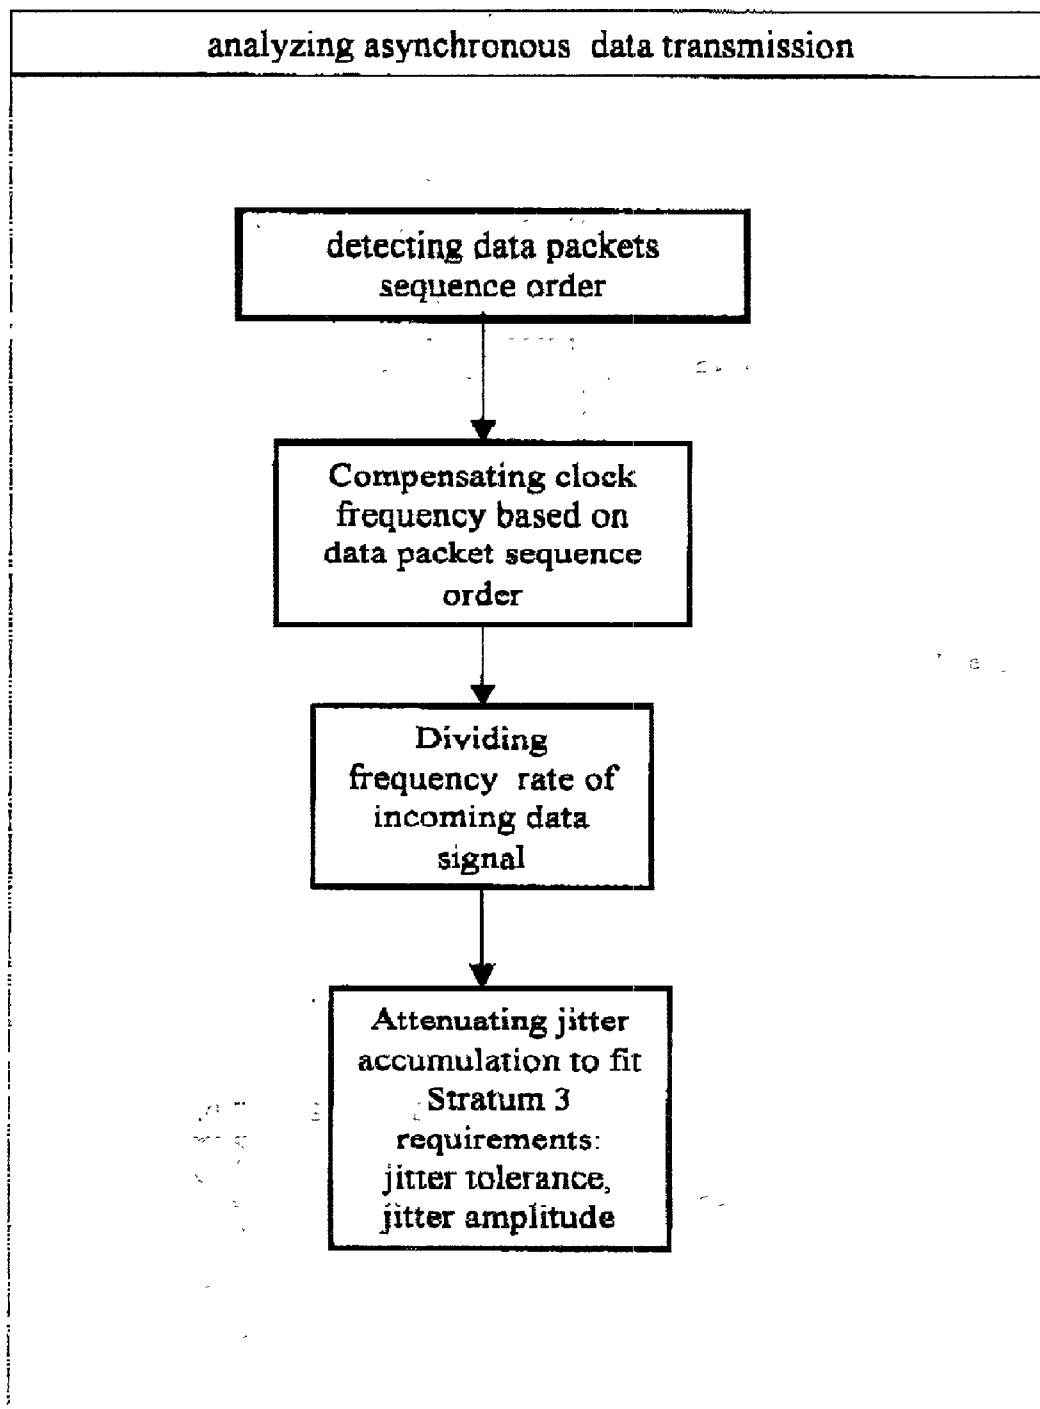 analyzing asynchronous data transmission
detecting data packets
sequence order
Compensating clock
frequency based on
data packet sequence
order
Dividing
frequency rate of
incoming data
signal
Attenuating jitter
accumulation to fit
Stratum 3
requirements:
jitter tolerance,
jitter amplitude